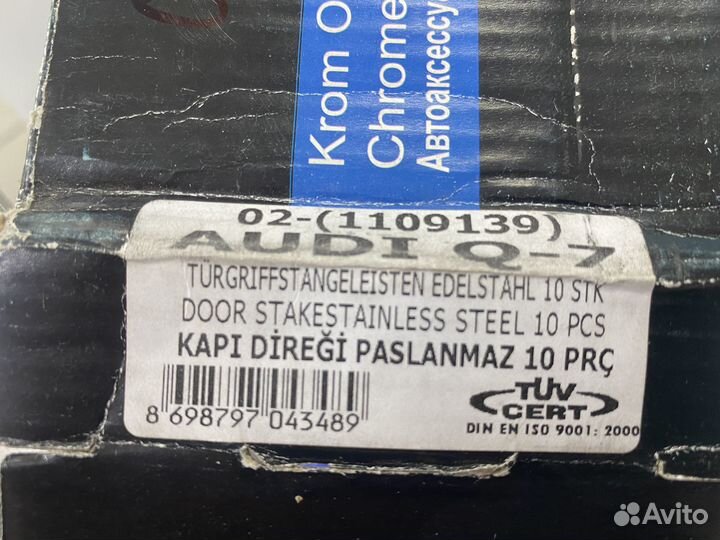 Krom O
Chrome
Автоаксессу
02-(1109139)
AUDI Q-7
TÜRGRIFFSTANGELEISTEN EDELSTAHL 10 STK
DOOR STAKESTAINLESS STEEL 10 PCS
KAPI DİREĞİ PASLANMAZ 10 PRÇ
8 698797 043489
TÜV
CERT
DIN EN ISO 9001: 2000
Avito